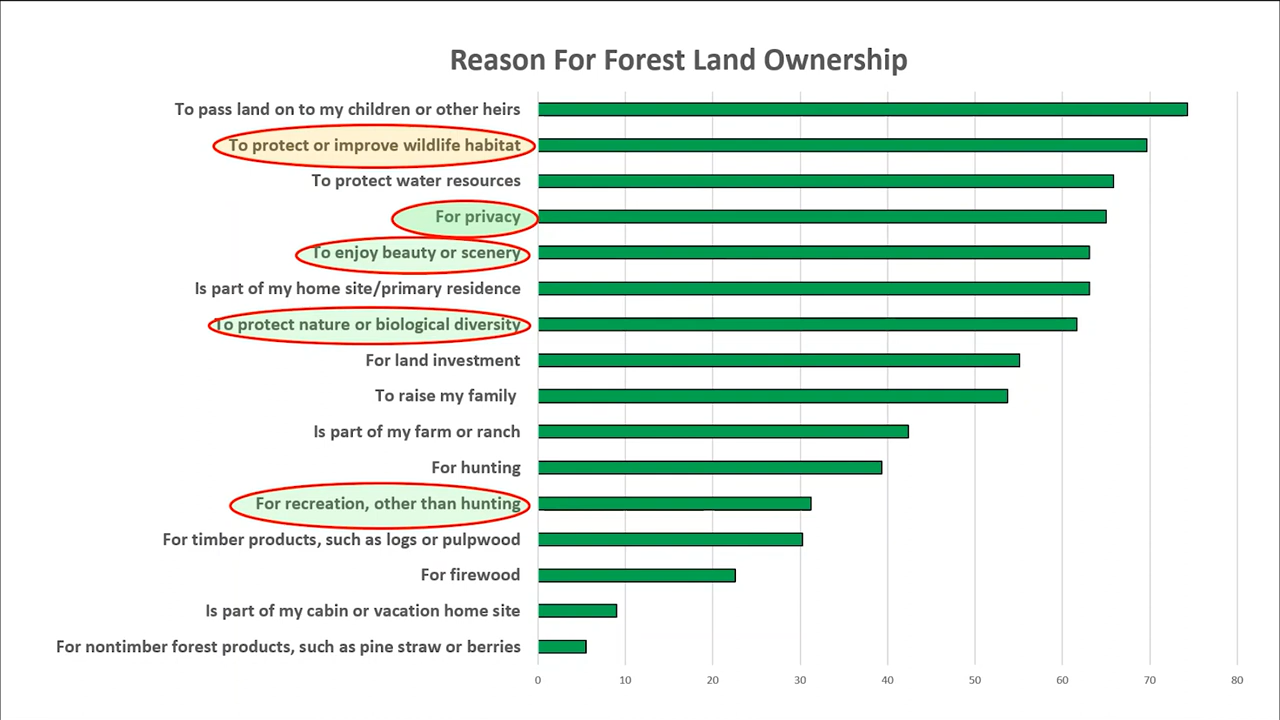 Reason For Forest Land Ownership
To pass land on to my children or other heirs
To protect or improve wildlife habitat
To protect water resources
For privacy
To enjoy beauty or scenery
Is part of my home site/primary residence
To protect nature or biological diversity
For land investment
To raise my family
Is part of my farm or ranch
For hunting
For recreation, other than hunting
For timber products, such as logs or pulpwood
For firewood
Is part of my cabin or vacation home site
For nontimber forest products, such as pine straw or berries
0 10 20 30 40 50 60 70 80